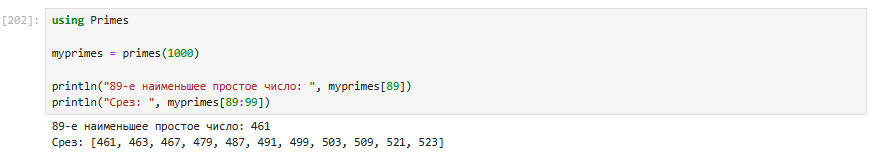 [202]: using Primes
myprimes = primes(1000)
println("89-е наименьшее простое число: ", myprimes[89])
println("Срез: ", myprimes[89:99])
89-е наименьшее простое число: 461
Срез: [461, 463, 467, 479, 487, 491, 499, 503, 509, 521, 523]